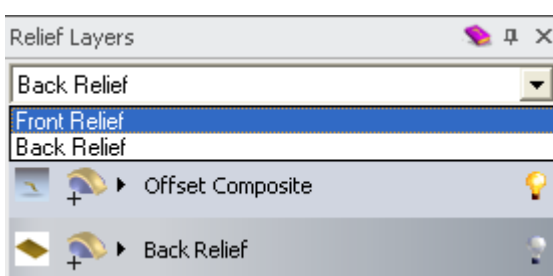 Relief Layers
Back Relief
Front Relief
Back Relief
Offset Composite
Back Relief